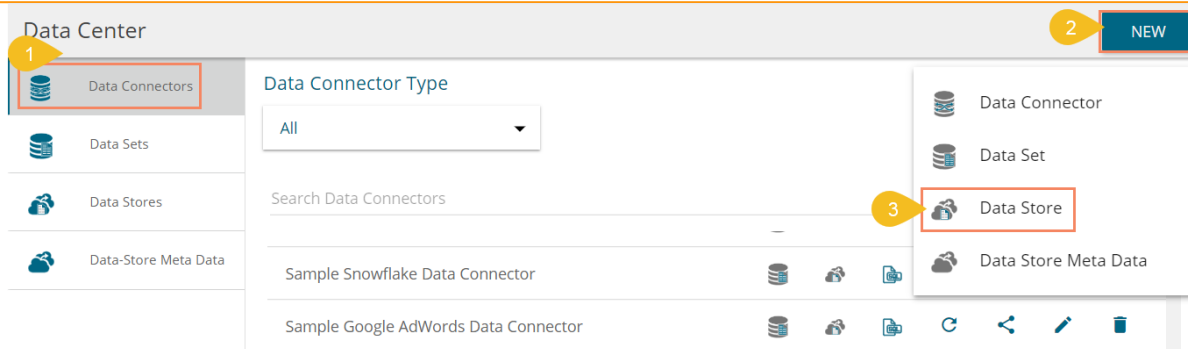 Data Center
2
NEW
1
Data Connectors
Data Sets
Data Stores
Data-Store Meta Data
Data Connector Type
All
Search Data Connectors
Sample Snowflake Data Connector
Sample Google AdWords Data Connector
Data Connector
Data Set
3
Data Store
Data Store Meta Data